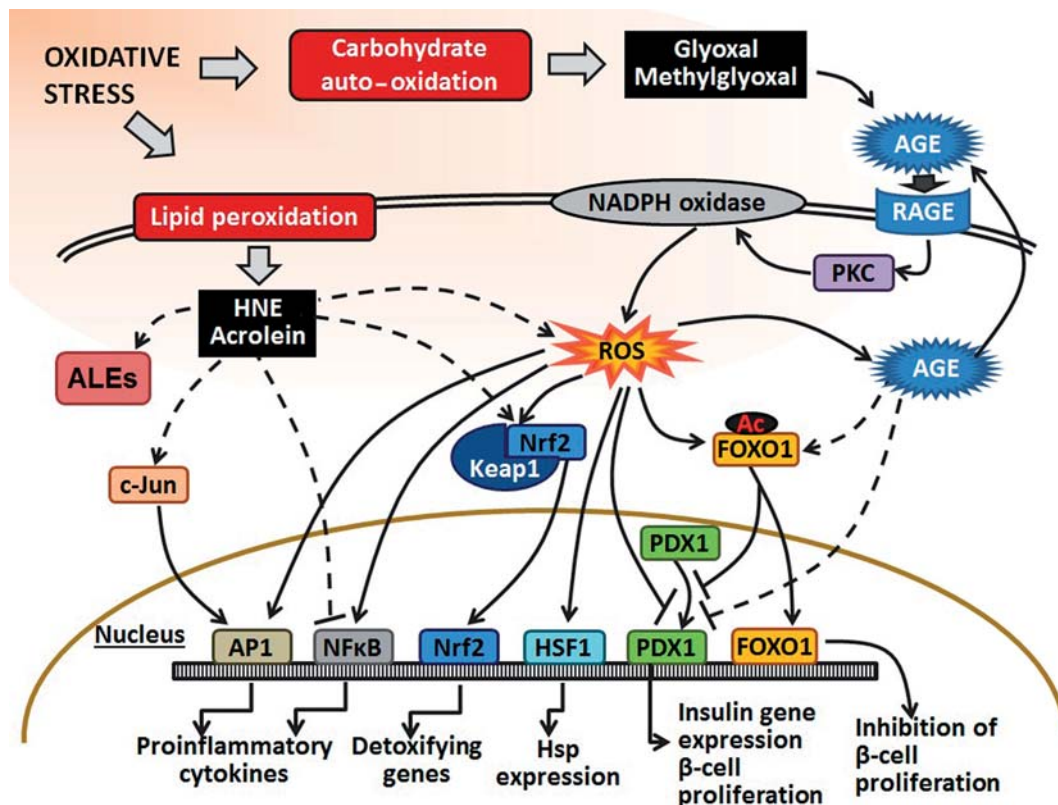 OXIDATIVE
STRESS
Carbohydrate
auto-oxidation
Glyoxal
Methylglyoxal
AGE
RAGE
NADPH oxidase
Lipid peroxidation
PKC
HNE
Acrolein
ROS
AGE
ALEs
Ac
FOXO1
Nrf2
Keap1
c-Jun
PDX1
Nucleus
AP1
NFκB
Nrf2
HSF1
PDX1
FOXO1
Proinflammatory
cytokines
Detoxifying
genes
Hsp
expression
Insulin gene
expression
β-cell
proliferation
Inhibition of
β-cell
proliferation